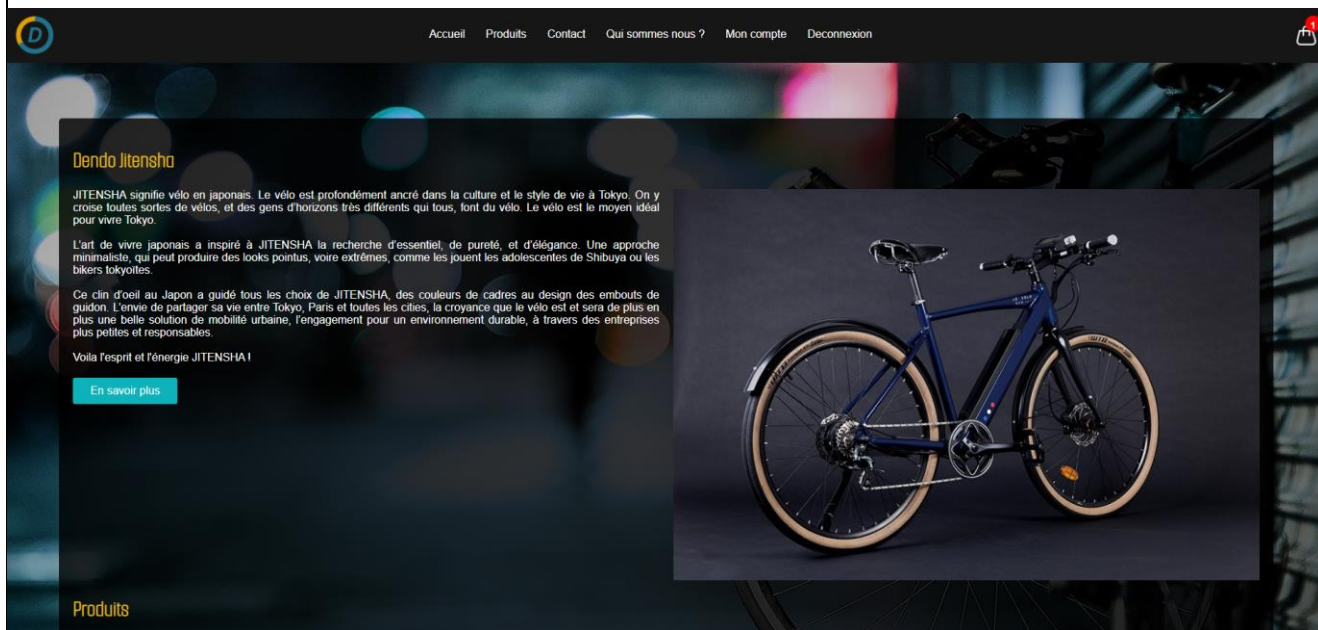 D
1
Accueil Produits Contact Qui sommes nous ? Mon compte Deconnexion
Dendo Jitensha
JITENSHA signifie vélo en japonais. Le vélo est profondément ancré dans la culture et le style de vie à Tokyo. On y
croise toutes sortes de vélos, et des gens d'horizons très différents qui tous, font du vélo. Le vélo est le moyen idéal
pour vivre Tokyo.
L'art de vivre japonais a inspiré à JITENSHA la recherche d'essentiel, de pureté, et d'élégance. Une approche
minimaliste, qui peut produire des looks pointus, voire extrêmes, comme les jouent les adolescentes de Shibuya ou les
bikers tokyoïtes.
Ce clin d'oeil au Japon a guidé tous les choix de JITENSHA, des couleurs de cadres au design des embouts de
guidon. L'envie de partager sa vie entre Tokyo, Paris et toutes les cities, la croyance que le vélo est et sera de plus en
plus une belle solution de mobilité urbaine, l'engagement pour un environnement durable, à travers des entreprises
plus petites et responsables.
Voila l'esprit et l'énergie JITENSHA !
En savoir plus
Produits